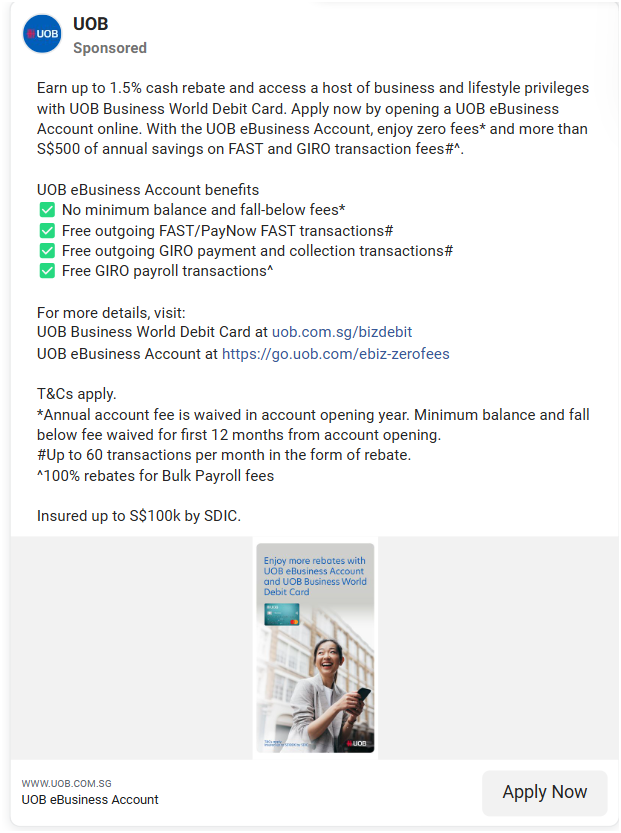 UOB
UOB
Sponsored
Earn up to 1.5% cash rebate and access a host of business and lifestyle privileges
with UOB Business World Debit Card. Apply now by opening a UOB eBusiness
Account online. With the UOB eBusiness Account, enjoy zero fees* and more than
S$500 of annual savings on FAST and GIRO transaction fees#^.
UOB eBusiness Account benefits
✅ No minimum balance and fall-below fees*
✅ Free outgoing FAST/PayNow FAST transactions#
✅ Free outgoing GIRO payment and collection transactions#
✅ Free GIRO payroll transactions^
For more details, visit:
UOB Business World Debit Card at uob.com.sg/bizdebit
UOB eBusiness Account at https://go.uob.com/ebiz-zerofees
T&Cs apply.
*Annual account fee is waived in account opening year. Minimum balance and fall
below fee waived for first 12 months from account opening.
#Up to 60 transactions per month in the form of rebate.
^100% rebates for Bulk Payroll fees
Insured up to S$100k by SDIC.
Enjoy more rebates with
UOB eBusiness Account
and UOB Business World
Debit Card
UOB
WWW.UOB.COM.SG
UOB eBusiness Account
Apply Now